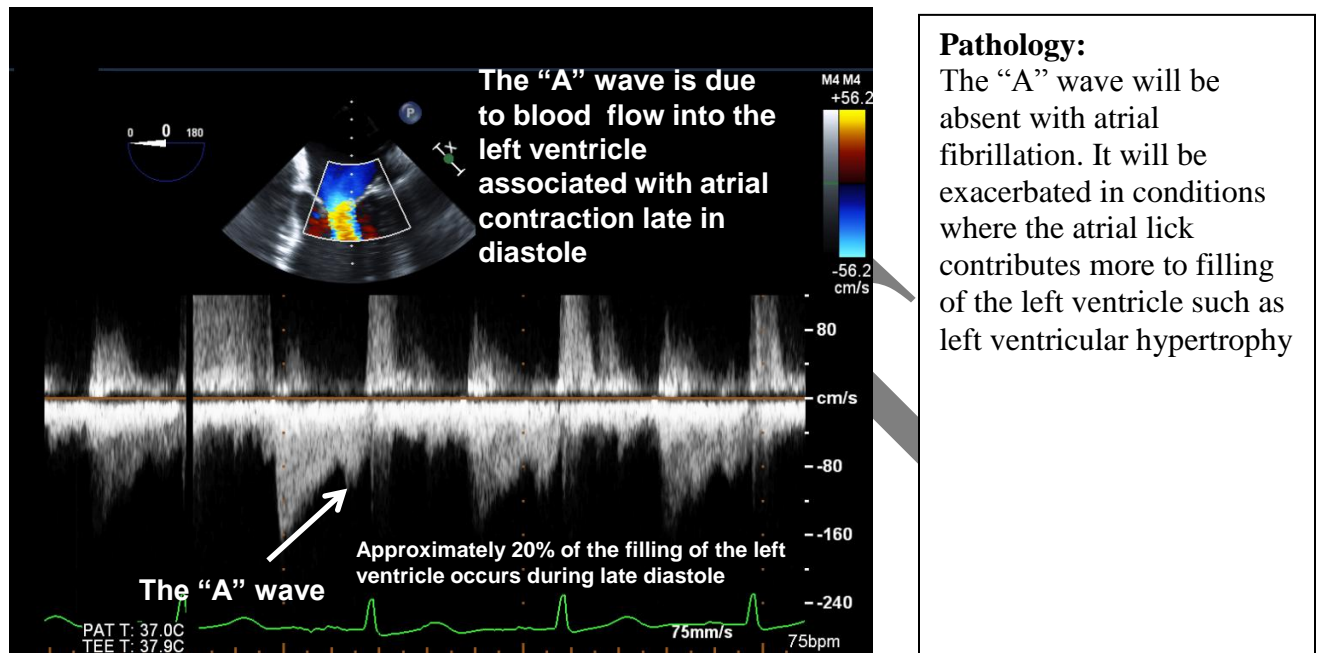 The “A” wave is due
to blood flow into the
left ventricle
associated with atrial
contraction late in
diastole
0 0 180
P
M4 M4
+56.2
-56.2
cm/s
80
cm/s
-80
-160
-240
The “A” wave
Approximately 20% of the filling of the left
ventricle occurs during late diastole
PAT T: 37.0C
TEE T: 37.9C
75mm/s
75bpm
Pathology:
The “A” wave will be
absent with atrial
fibrillation. It will be
exacerbated in conditions
where the atrial lick
contributes more to filling
of the left ventricle such as
left ventricular hypertrophy